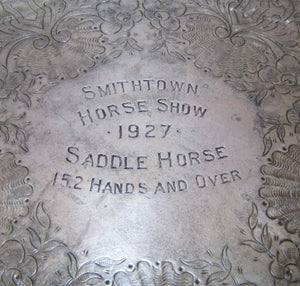 SMITHTOWN
HORSE SHOW
· 1927 ·
SADDLE HORSE
15.2 HANDS AND OVER